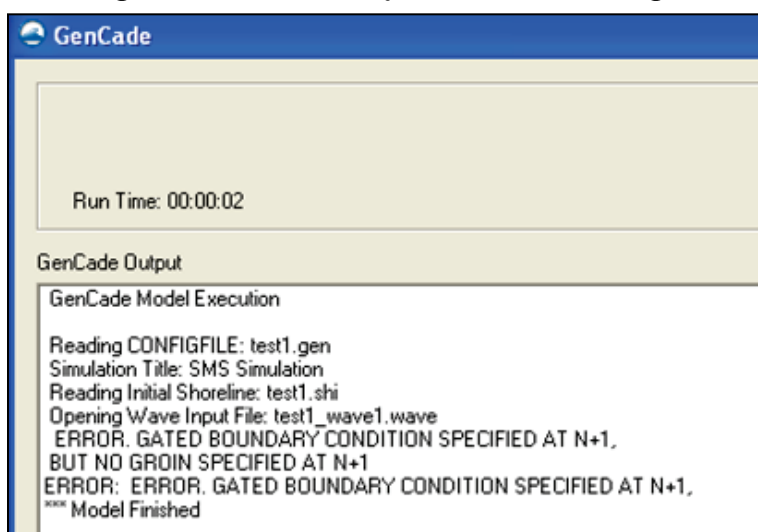 GenCade
Run Time: 00:00:02
GenCade Output
GenCade Model Execution
Reading CONFIGFILE: test1.gen
Simulation Title: SMS Simulation
Reading Initial Shoreline: test1.shi
Opening Wave Input File: test1_wave1.wave
ERROR. GATED BOUNDARY CONDITION SPECIFIED AT N+1,
BUT NO GROIN SPECIFIED AT N+1
ERROR: ERROR. GATED BOUNDARY CONDITION SPECIFIED AT N+1,
*** Model Finished